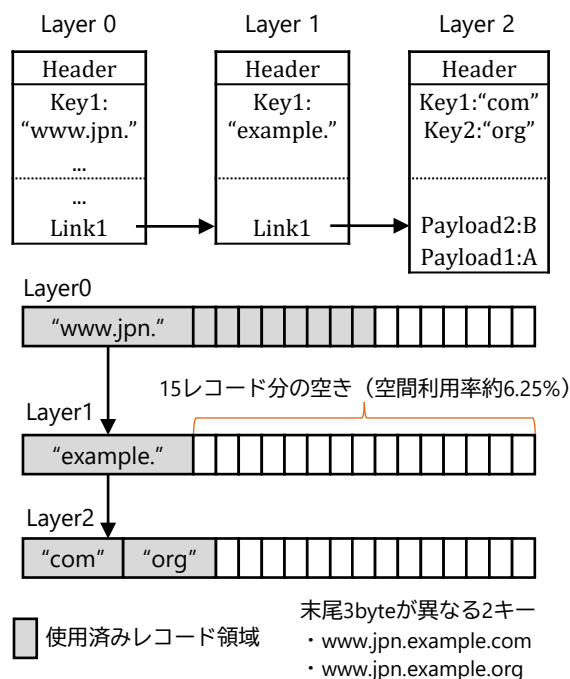 Layer 0 Layer 1 Layer 2
Header Header Header
Key1: Key1: Key1:“com”
“www.jpn.” “example.” Key2:“org”
...
...
Link1 Link1 Payload2:B
Payload1:A
Layer0
“www.jpn.”
15レコード分の空き（空間利用率約6.25%）
Layer1
“example.”
Layer2
“com” “org”
使用済みレコード領域
末尾3byteが異なる2キー
・www.jpn.example.com
・www.jpn.example.org